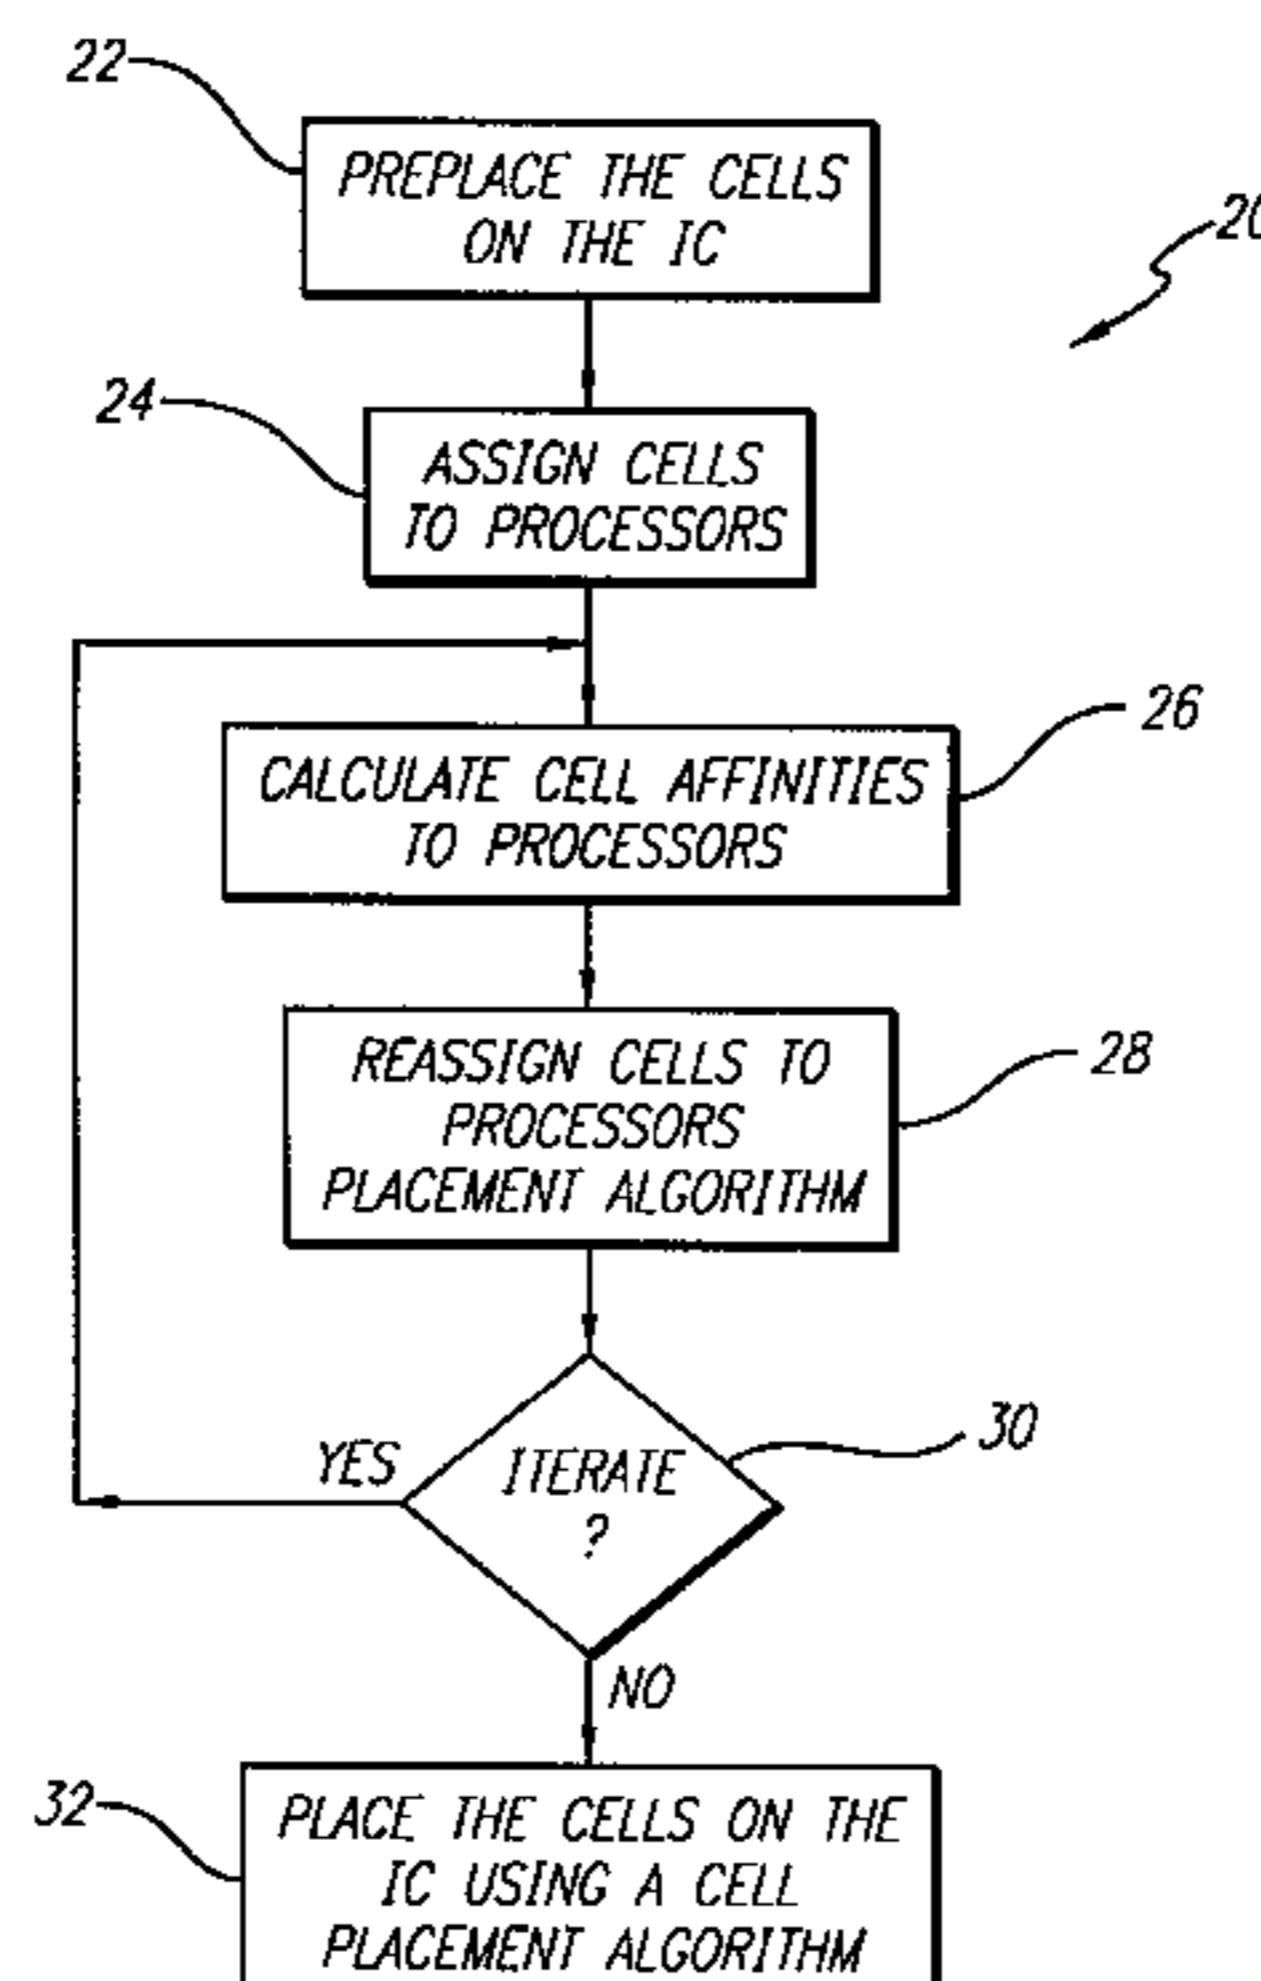 22
PREPLACE THE CELLS
ON THE IC
20
24
ASSIGN CELLS
TO PROCESSORS
CALCULATE CELL AFFINITIES
TO PROCESSORS
26
REASSIGN CELLS TO
PROCESSORS
PLACEMENT ALGORITHM
28
YES
ITERATE
?
30
NO
32
PLACE THE CELLS ON THE
IC USING A CELL
PLACEMENT ALGORITHM